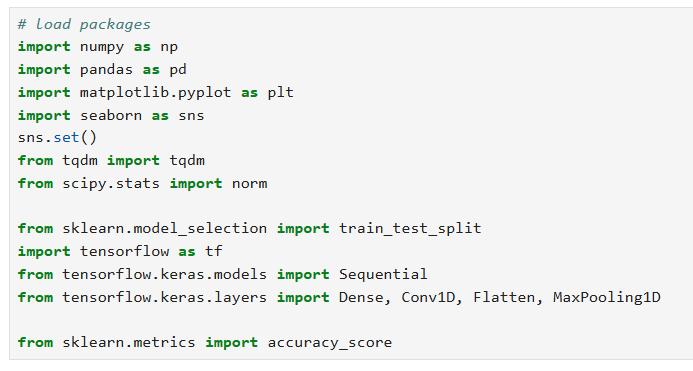 # load packages
import numpy as np
import pandas as pd
import matplotlib.pyplot as plt
import seaborn as sns
sns.set()
from tqdm import tqdm
from scipy.stats import norm
from sklearn.model_selection import train_test_split
import tensorflow as tf
from tensorflow.keras.models import Sequential
from tensorflow.keras.layers import Dense, Conv1D, Flatten, MaxPooling1D
from sklearn.metrics import accuracy_score